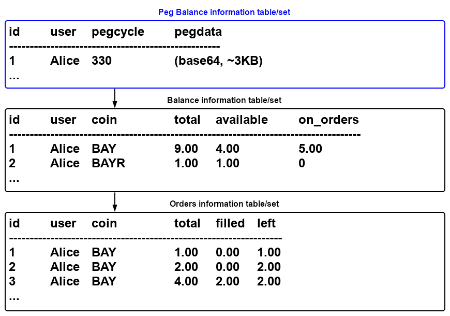 Peg Balance information table/set
id user pegcycle pegdata
----------------------------------------------------
1 Alice 330 (base64, ~3KB)
...
Balance information table/set
id user coin total available on_orders
--------------------------------------------------------------------------------------
1 Alice BAY 9.00 4.00 5.00
2 Alice BAYR 1.00 1.00 0
...
Orders information table/set
id user coin total filled left
-------------------------------------------------------------------
1 Alice BAY 1.00 0.00 1.00
2 Alice BAY 2.00 0.00 2.00
3 Alice BAY 4.00 2.00 2.00
...